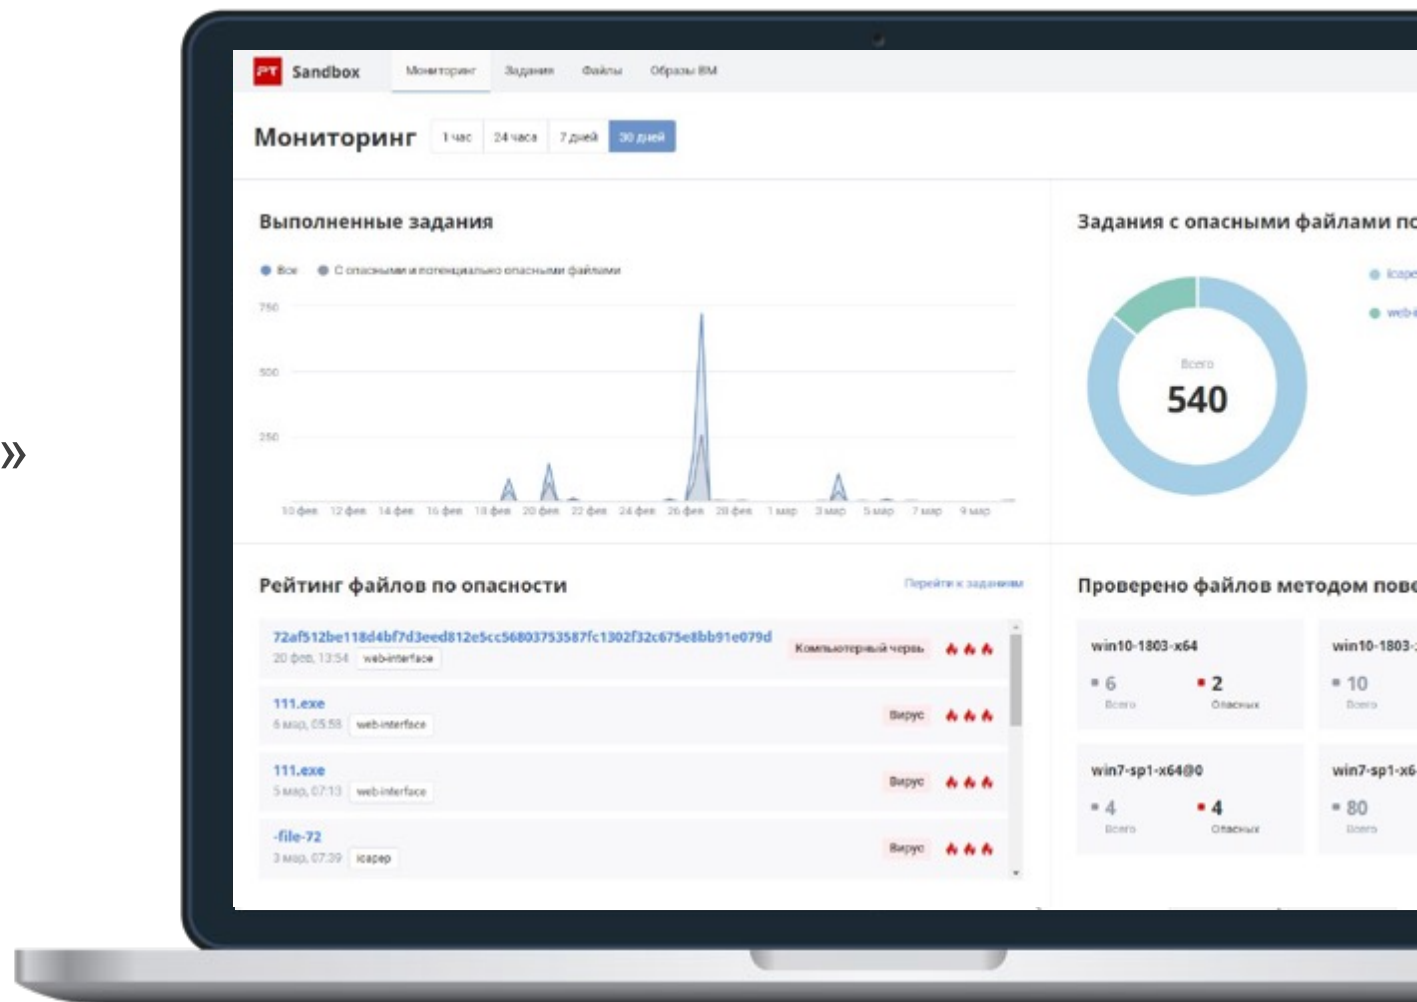 »
PT Sandbox Мониторинг Задания Файлы Образы ВМ
Мониторинг 1 час 24 часа 7 дней 30 дней
Выполненные задания
Все С опасными и потенциально опасными файлами
750
500
250
10 фев 12 фев 14 фев 16 фев 18 фев 20 фев 22 фев 24 фев 26 фев 28 фев 1 мар 3 мар 5 мар 7 мар 9 мар
Задания с опасными файлами по
icape
web-i
Всего
540
Рейтинг файлов по опасности Перейти к заданиям
72af512be118d4bf7d3eed812e5cc56803753587fc1302f32c675e8bb91e079d
20 фев, 13:54 web-interface
Компьютерный червь
111.exe
6 мар, 05:58 web-interface
Вирус
111.exe
5 мар, 07:13 web-interface
Вирус
-file-72
3 мар, 07:39 icapep
Вирус
Проверено файлов методом пове
win10-1803-x64
6 2
Всего Опасных
win10-1803-
10
Всего
win7-sp1-x64@0
4 4
Всего Опасных
win7-sp1-x6
80
Всего